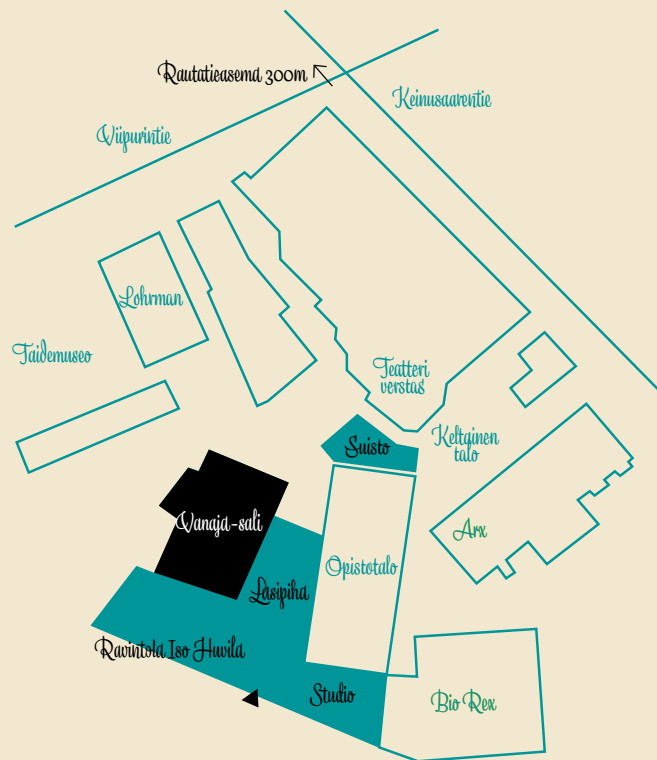 Rautatieasema 300m
Keinusaarentie
Viipurintie
Lohrman
Taidemuseo
Teatteri
verstas
Keltainen
talo
Suisto
Vanaja-sali
Arx
Opistotalo
Lasipiha
Ravintola Iso Huvila
Studio
Bio Rex